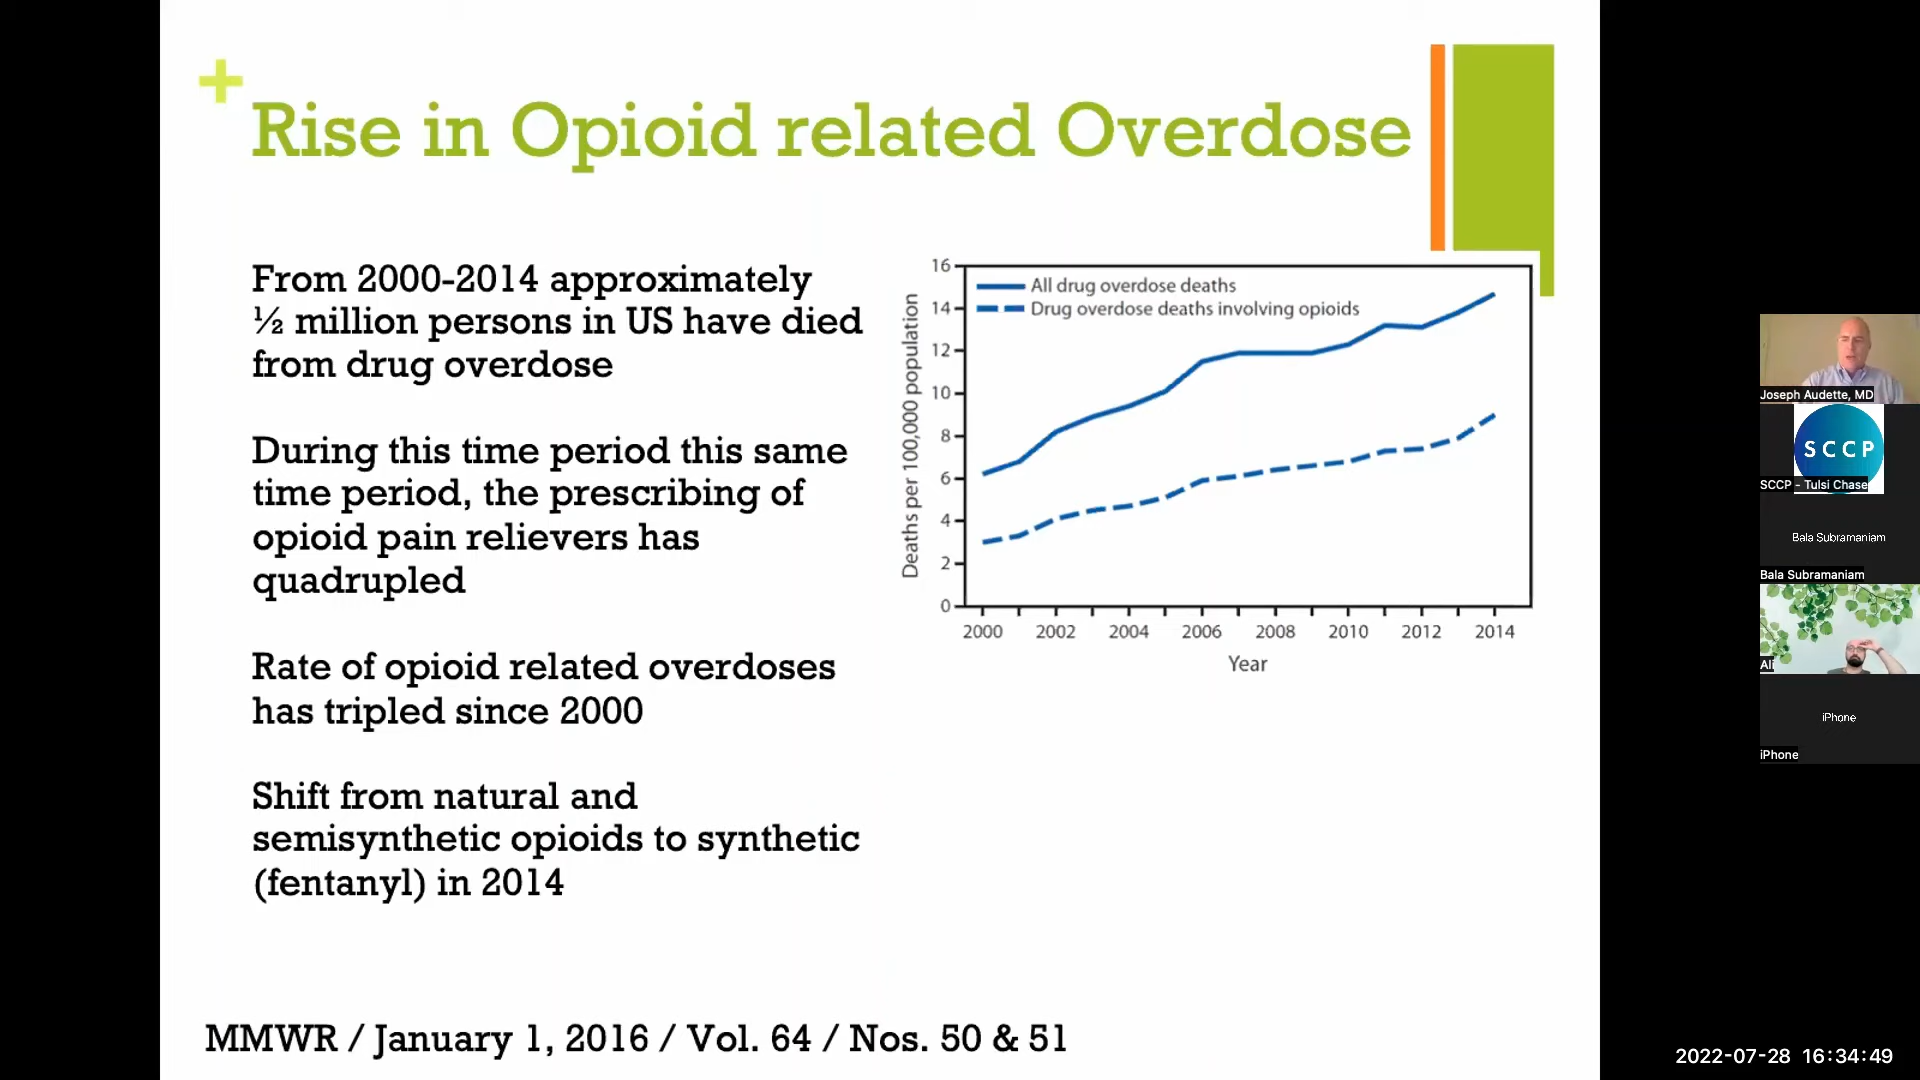 +
Rise in Opioid related Overdose
From 2000-2014 approximately
½ million persons in US have died
from drug overdose
During this time period this same
time period, the prescribing of
opioid pain relievers has
quadrupled
Rate of opioid related overdoses
has tripled since 2000
Shift from natural and
semisynthetic opioids to synthetic
(fentanyl) in 2014
MMWR / January 1, 2016 / Vol. 64 / Nos. 50 & 51
All drug overdose deaths
Drug overdose deaths involving opioids
Deaths per 100,000 population
16
14
12
10
8
6
4
2
0
2000 2002 2004 2006 2008 2010 2012 2014
Year
Joseph Audette, MD
SCCP
SCCP - Tulsi Chase
Bala Subramaniam
Bala Subramaniam
Ali
iPhone
iPhone
2022-07-28 16:34:49